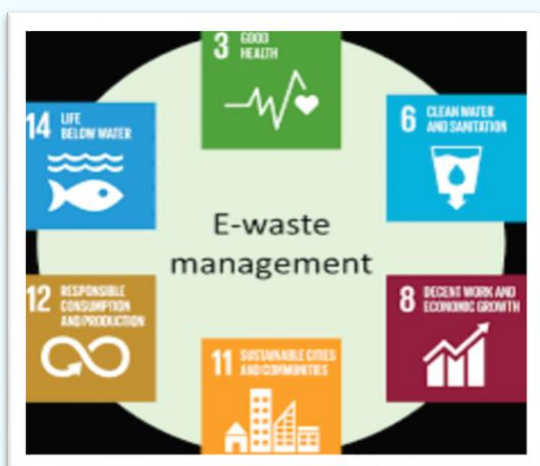 3 GOOD
HEALTH
14 LIFE
BELOW WATER
6 CLEAN WATER
AND SANITATION
E-waste
management
12 RESPONSIBLE
CONSUMPTION
AND PRODUCTION
8 DECENT WORK AND
ECONOMIC GROWTH
11 SUSTAINABLE CITIES
AND COMMUNITIES